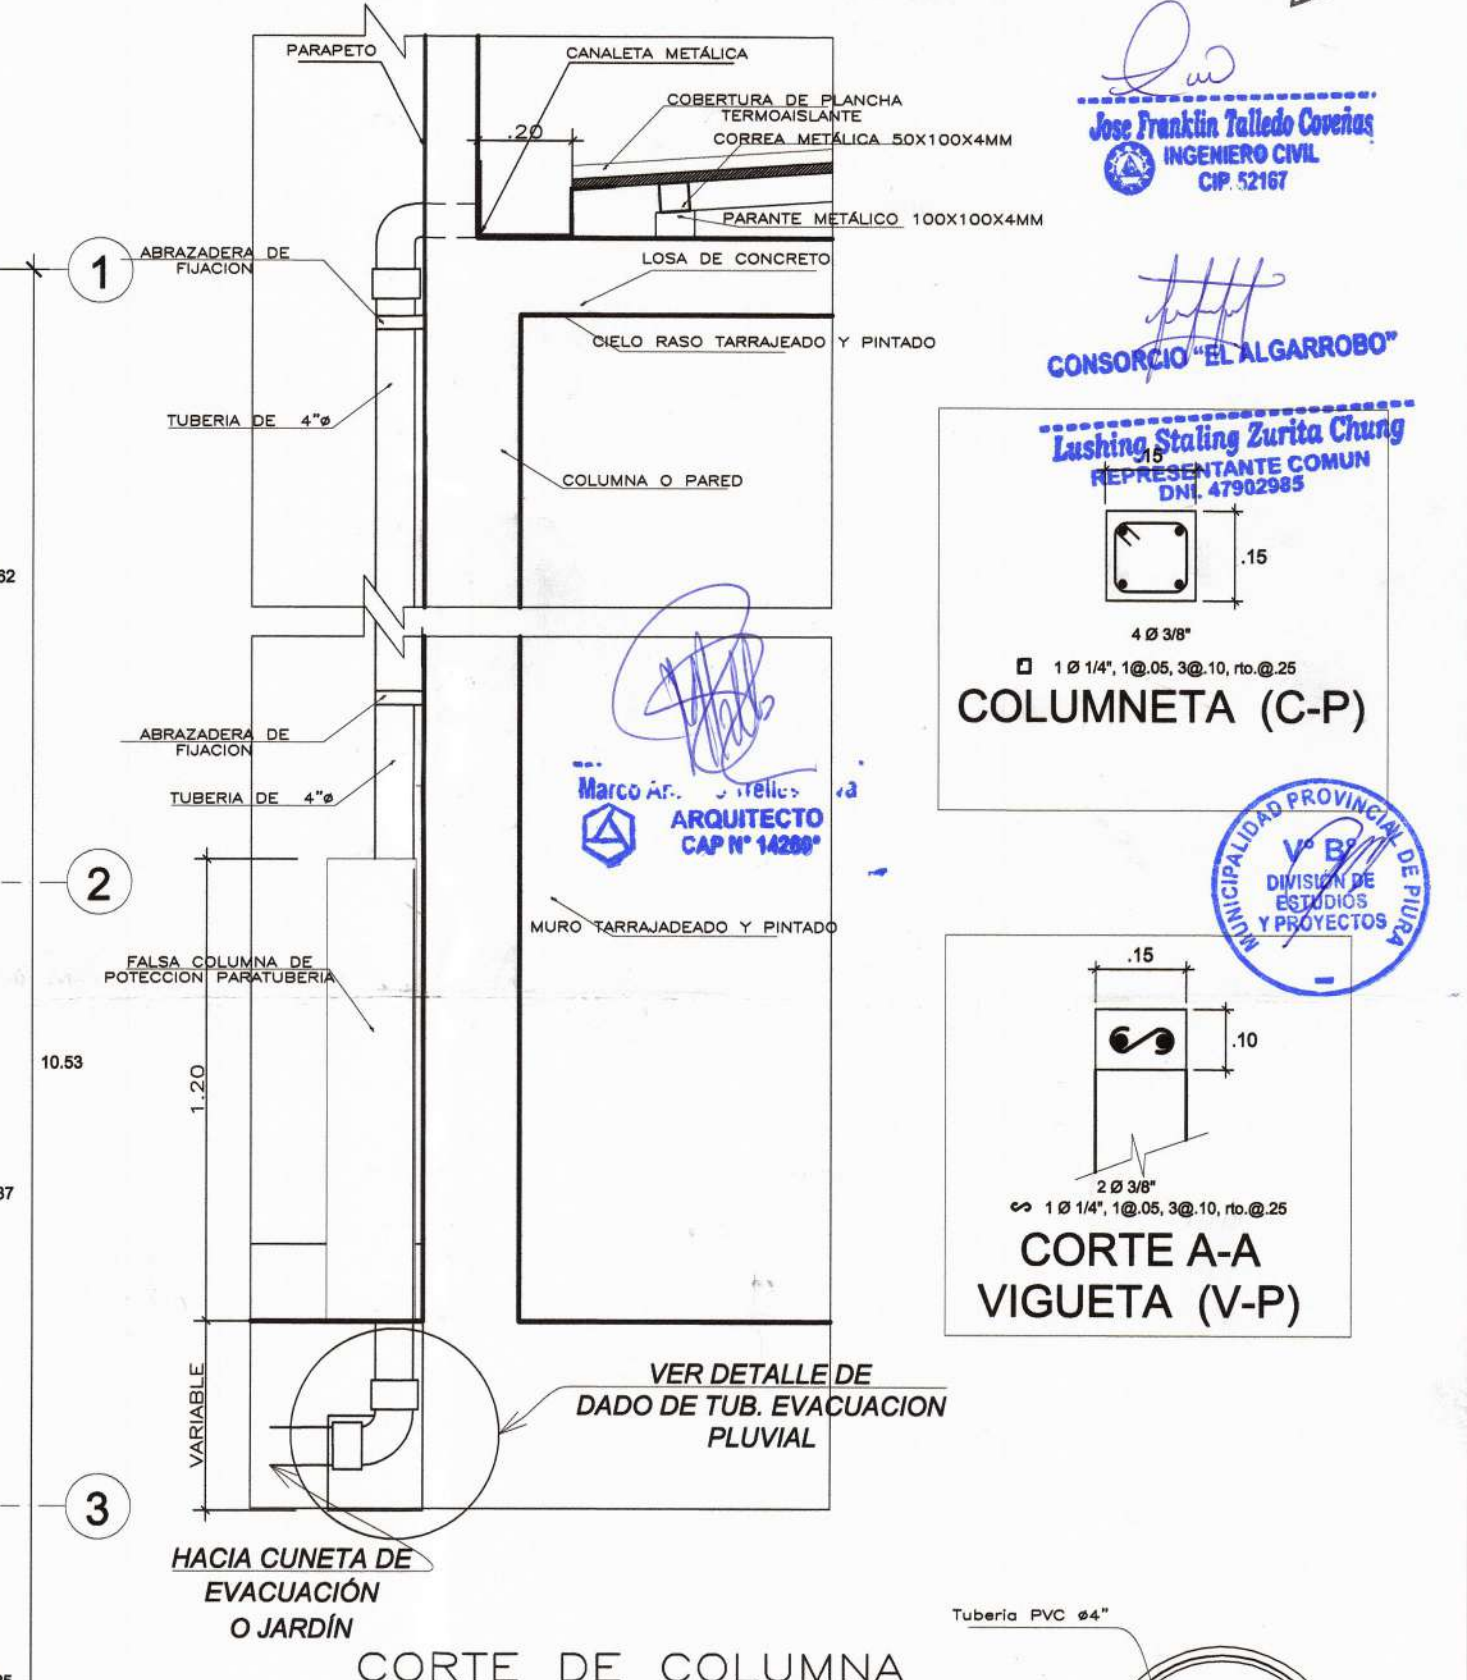 PARAPETO
CANALETA METÁLICA
COBERTURA DE PLANCHA
TERMOAISLANTE
.20
CORREA METÁLICA 50X100X4MM
PARANTE METÁLICO 100X100X4MM
1
ABRAZADERA DE
FIJACION
LOSA DE CONCRETO
CIELO RASO TARRAJEADO Y PINTADO
TUBERIA DE 4"ø
COLUMNA O PARED
ABRAZADERA DE
FIJACION
TUBERIA DE 4"ø
2
MURO TARRAJADEADO Y PINTADO
FALSA COLUMNA DE
POTECCION PARATUBERIA
10.53
1.20
VARIABLE
VER DETALLE DE
DADO DE TUB. EVACUACION
PLUVIAL
3
HACIA CUNETA DE
EVACUACIÓN
O JARDÍN
CORTE DE COLUMNA
Jose Franklin Talledo Coveñas
INGENIERO CIVIL
CIP. 52167
CONSORCIO "EL ALGARROBO"
Lushing Staling Zurita Chung
REPRESENTANTE COMUN
DNI. 47902985
.15
.15
4 Ø 3/8"
1 Ø 1/4", 1@.05, 3@.10, rto.@.25
COLUMNETA (C-P)
Marco
ARQUITECTO
CAP N°
MUNICIPALIDAD PROVINCIAL DE PIURA
V° B°
DIVISIÓN DE
ESTUDIOS
Y PROYECTOS
.15
.10
2 Ø 3/8"
1 Ø 1/4", 1@.05, 3@.10, rto.@.25
CORTE A-A
VIGUETA (V-P)
Tuberia PVC ø4"